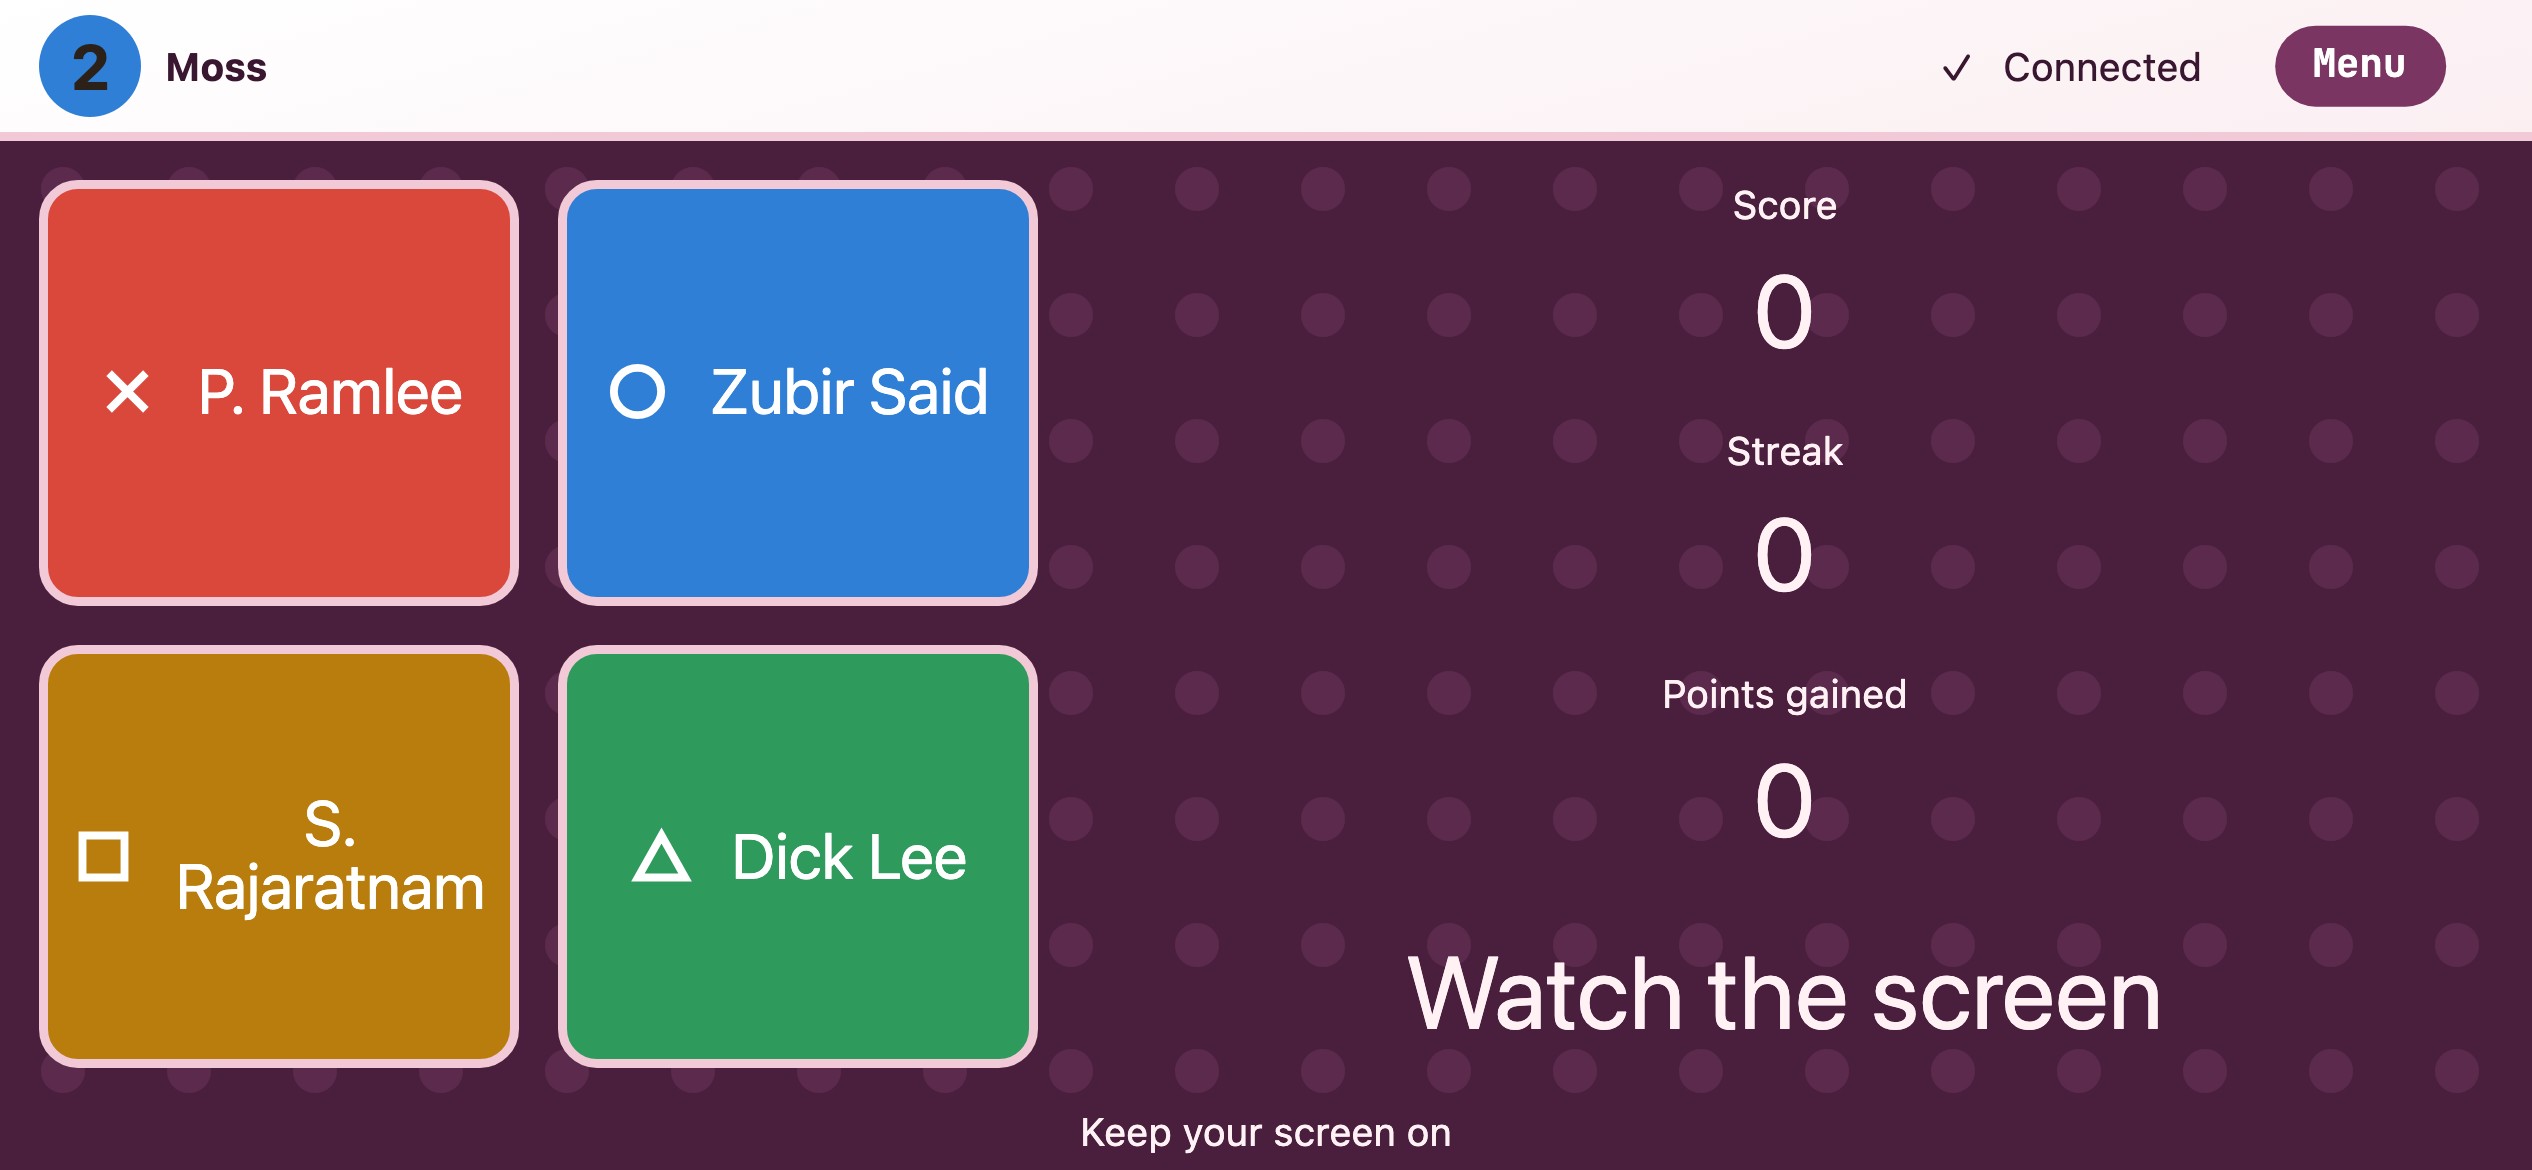 2
Moss
✓ Connected
Menu
P. Ramlee
Zubir Said
S.
Rajaratnam
Dick Lee
Score
0
Streak
0
Points gained
0
Watch the screen
Keep your screen on